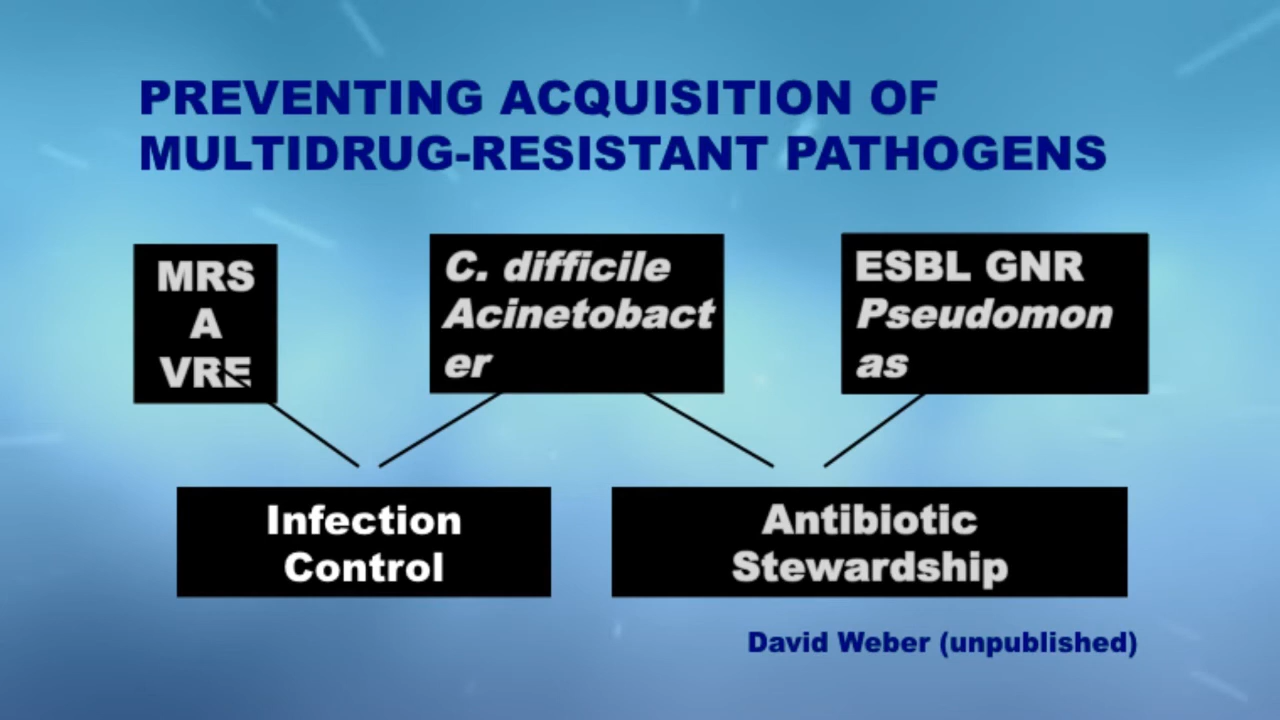 PREVENTING ACQUISITION OF
MULTIDRUG-RESISTANT PATHOGENS
MRS
A
VRE
C. difficile
Acinetobact
er
ESBL GNR
Pseudomon
as
Infection
Control
Antibiotic
Stewardship
David Weber (unpublished)